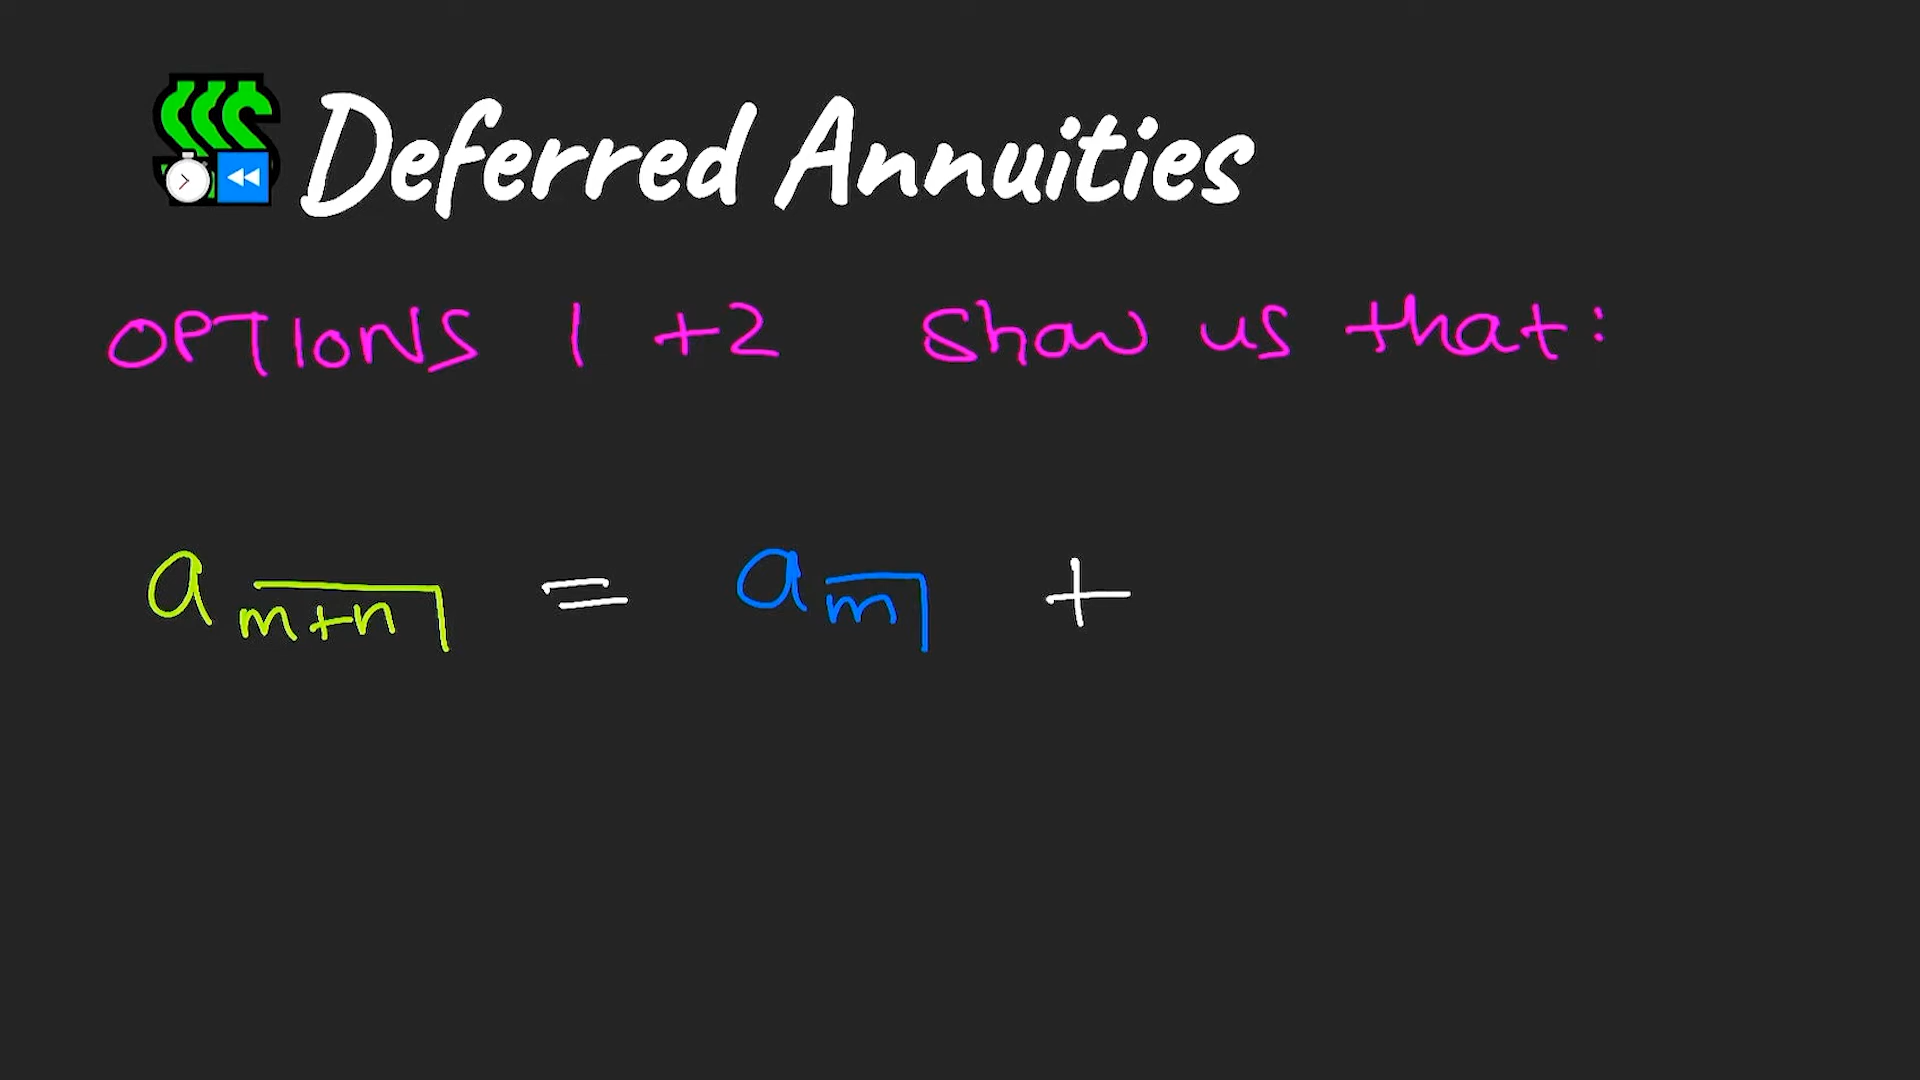 Deferred Annuities
OPTIONS 1 +2 show us that:
a m+n = a m +